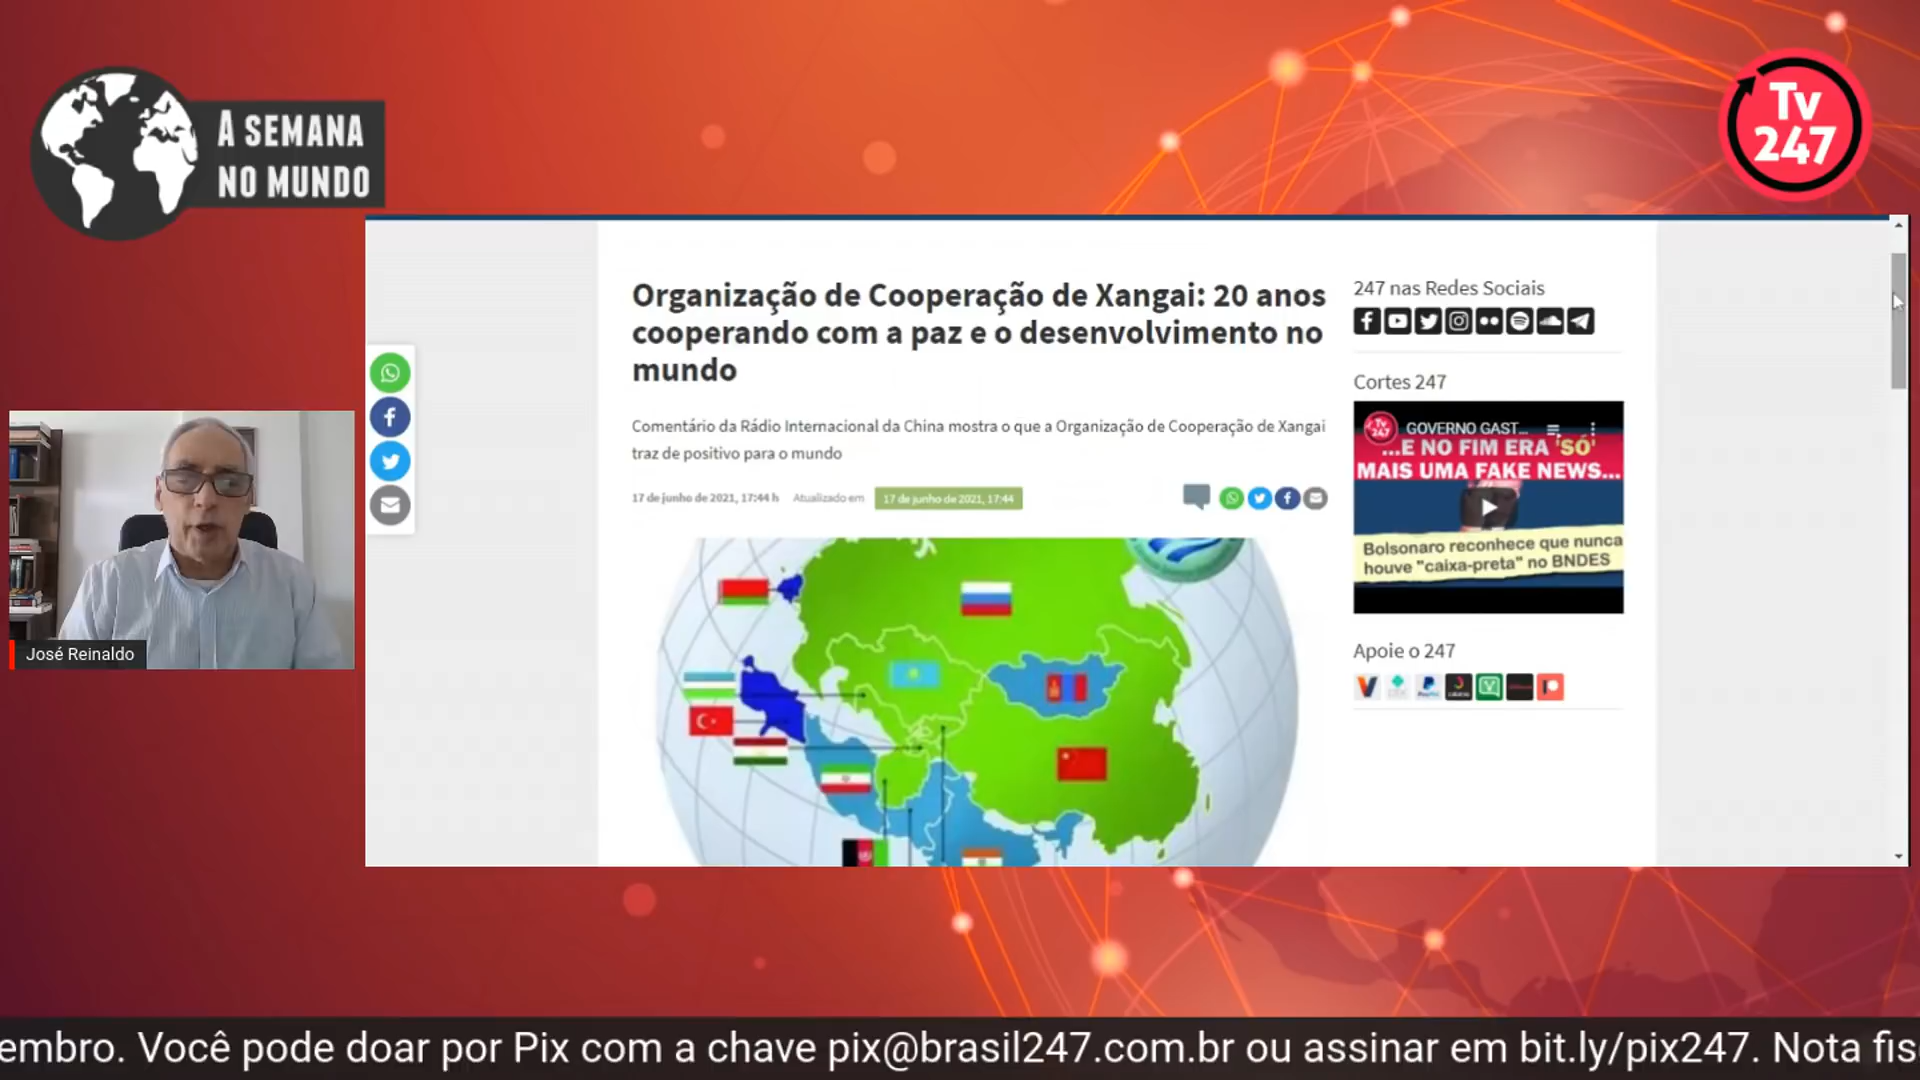 A SEMANA
NO MUNDO
Tv
247
Organização de Cooperação de Xangai: 20 anos
cooperando com a paz e o desenvolvimento no
mundo
Comentário da Rádio Internacional da China mostra o que a Organização de Cooperação de Xangai
traz de positivo para o mundo
17 de junho de 2021, 17:44 h Atualizado em 17 de junho de 2021, 17:44
247 nas Redes Sociais
Cortes 247
Tv
247
GOVERNO GAST...
...E NO FIM ERA 'SÓ'
MAIS UMA FAKE NEWS...
Bolsonaro reconhece que nunca
houve "caixa-preta" no BNDES
Apoie o 247
José Reinaldo
embro. Você pode doar por Pix com a chave pix@brasil247.com.br ou assinar em bit.ly/pix247. Nota fis